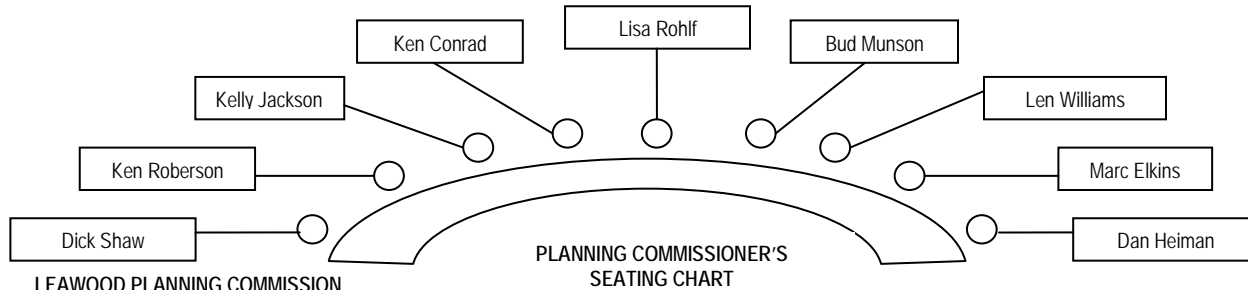 Lisa Rohlf
Ken Conrad
Bud Munson
Kelly Jackson
Len Williams
Ken Roberson
Marc Elkins
Dick Shaw
Dan Heiman
PLANNING COMMISSIONER'S
SEATING CHART
LEAWOOD PLANNING COMMISSION